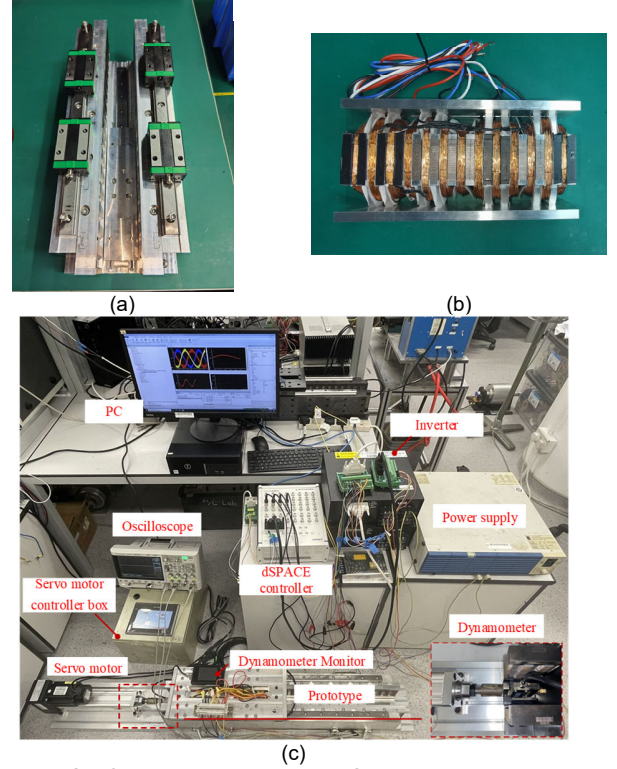 (a)
(b)
PC
Inverter
Oscilloscope
Power supply
dSPACE
controller
Servo motor
controller box
Dynamometer
Servo motor
Dynamometer Monitor
Prototype
(c)